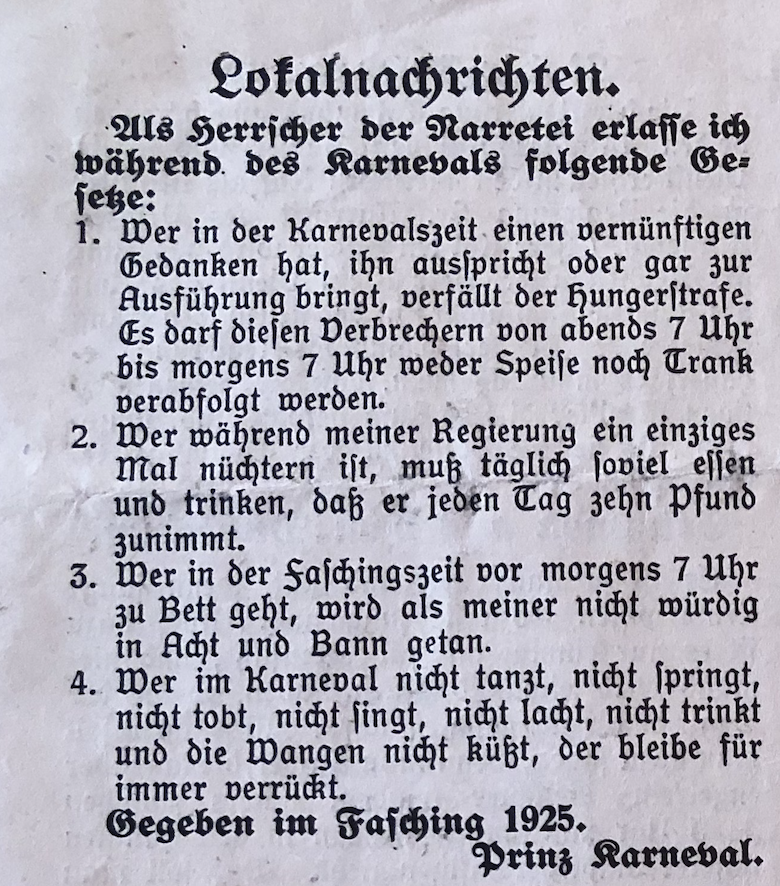 Lokalnachrichten.
Als Herrscher der Narretei erlasse ich
während des Karnevals folgende Ge-
setze:
1. Wer in der Karnevalszeit einen vernünftigen
Gedanken hat, ihn ausspricht oder gar zur
Ausführung bringt, verfällt der Hungerstrafe.
Es darf diesen Verbrechern von abends 7 Uhr
bis morgens 7 Uhr weder Speise noch Trank
verabfolgt werden.
2. Wer während meiner Regierung ein einziges
Mal nüchtern ist, muß täglich soviel essen
und trinken, daß er jeden Tag zehn Pfund
zunimmt.
3. Wer in der Faschingszeit vor morgens 7 Uhr
zu Bett geht, wird als meiner nicht würdig
in Acht und Bann getan.
4. Wer im Karneval nicht tanzt, nicht springt,
nicht tobt, nicht singt, nicht lacht, nicht trinkt
und die Wangen nicht küßt, der bleibe für
immer verrückt.
Gegeben im Fasching 1925.
Prinz Karneval.